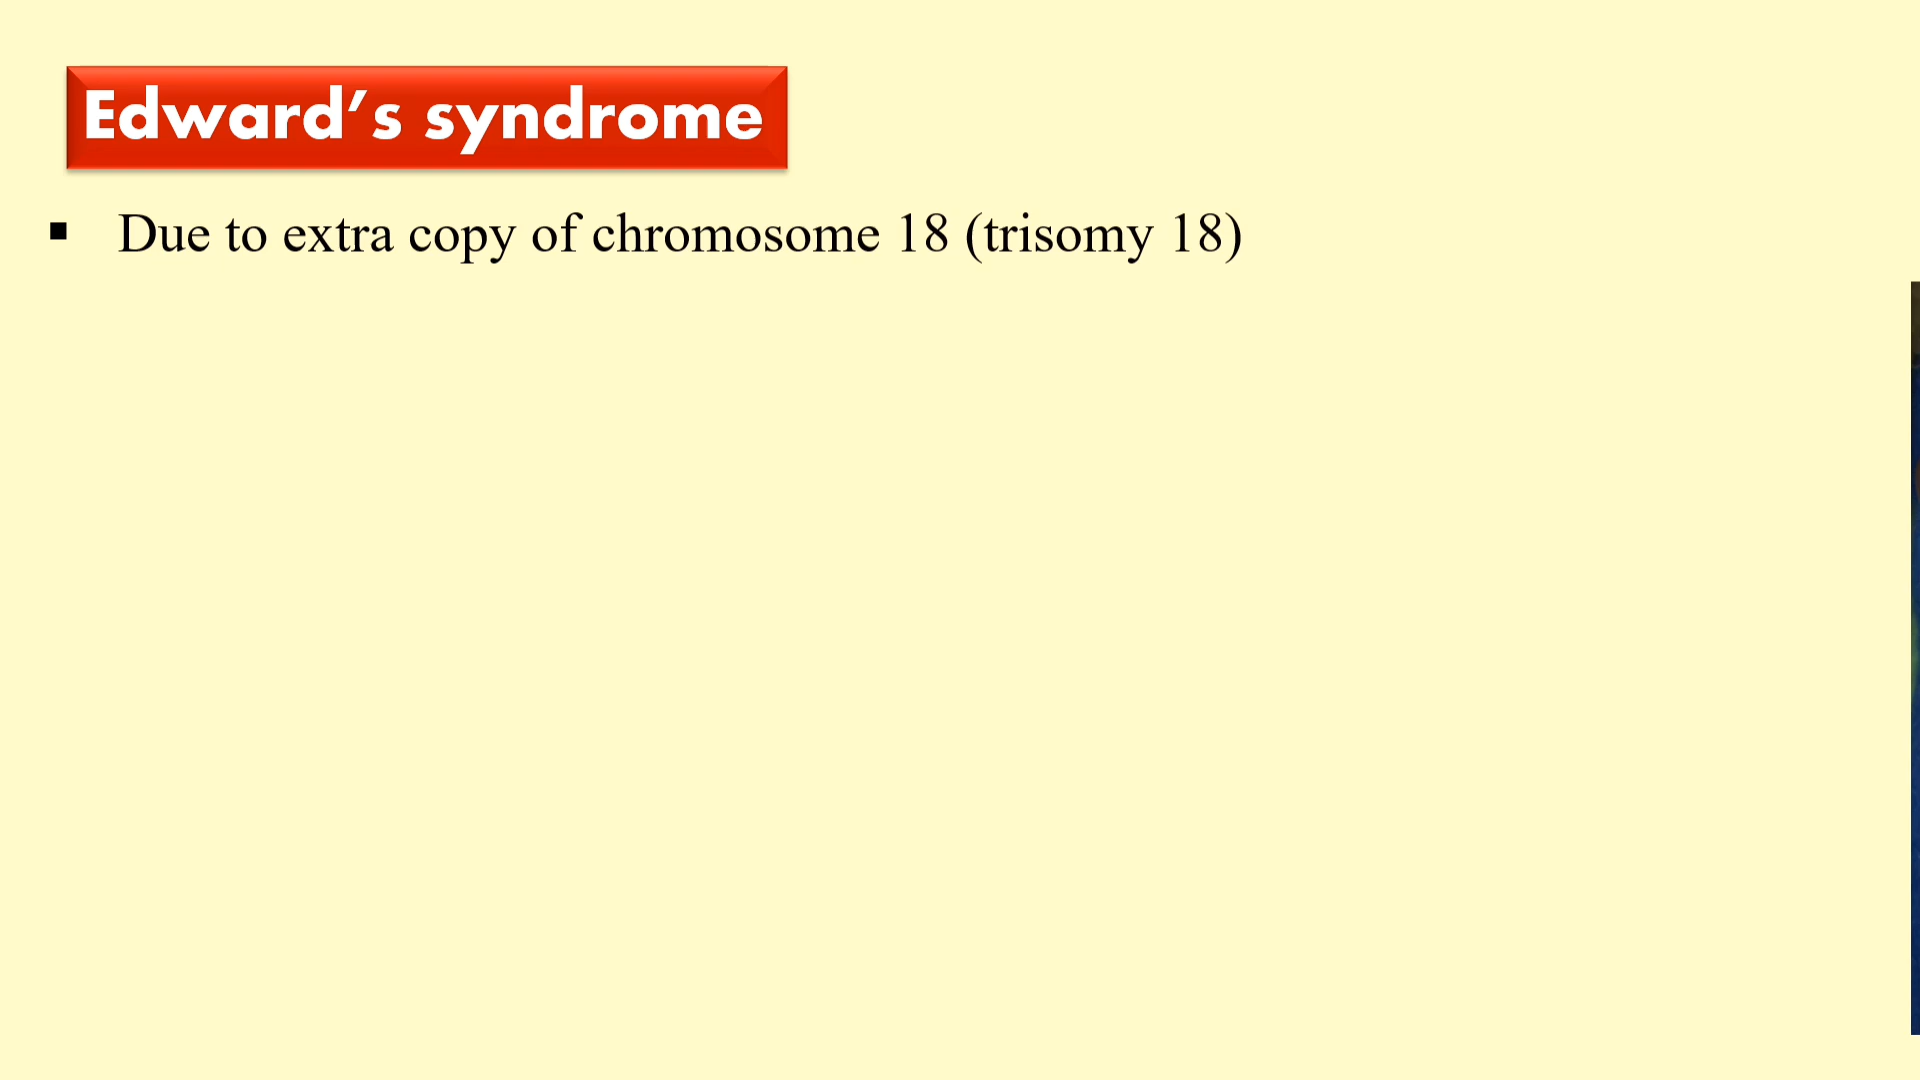 Edward’s syndrome
▪ Due to extra copy of chromosome 18 (trisomy 18)